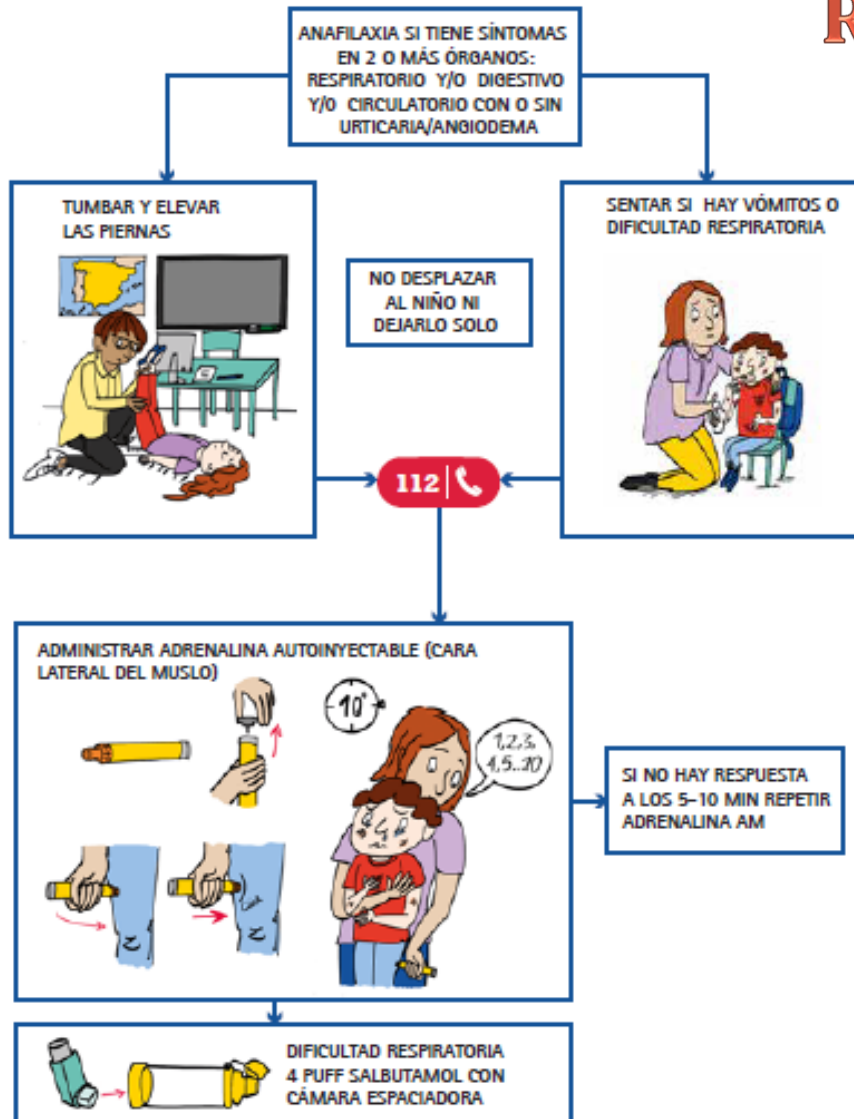 R
ANAFILAXIA SI TIENE SÍNTOMAS
EN 2 O MÁS ÓRGANOS:
RESPIRATORIO Y/O DIGESTIVO
Y/O CIRCULATORIO CON O SIN
URTICARIA/ANGIODEMA
TUMBAR Y ELEVAR
LAS PIERNAS
NO DESPLAZAR
AL NIÑO NI
DEJARLO SOLO
SENTAR SI HAY VÓMITOS O
DIFICULTAD RESPIRATORIA
112
ADMINISTRAR ADRENALINA AUTOINYECTABLE (CARA
LATERAL DEL MUSLO)
10"
1,2,3,
4,5..10
SI NO HAY RESPUESTA
A LOS 5-10 MIN REPETIR
ADRENALINA AM
DIFICULTAD RESPIRATORIA
4 PUFF SALBUTAMOL CON
CÁMARA ESPACIADORA